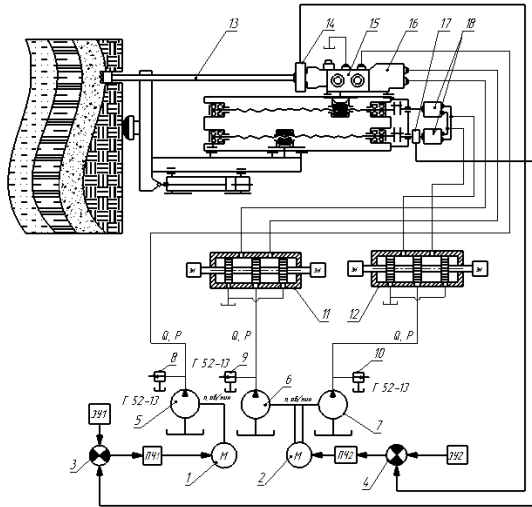 13
14
15
16
17
18
эм
эм
эм
эм
11
12
Q, P
Q, P
Q, P
8
Г 52-13
9
Г 52-13
10
Г 52-13
5
6
7
п, об/мин
п, об/мин
ЗУ1
3
ПЧ1
1
М
2
М
ПЧ2
4
ЗУ2